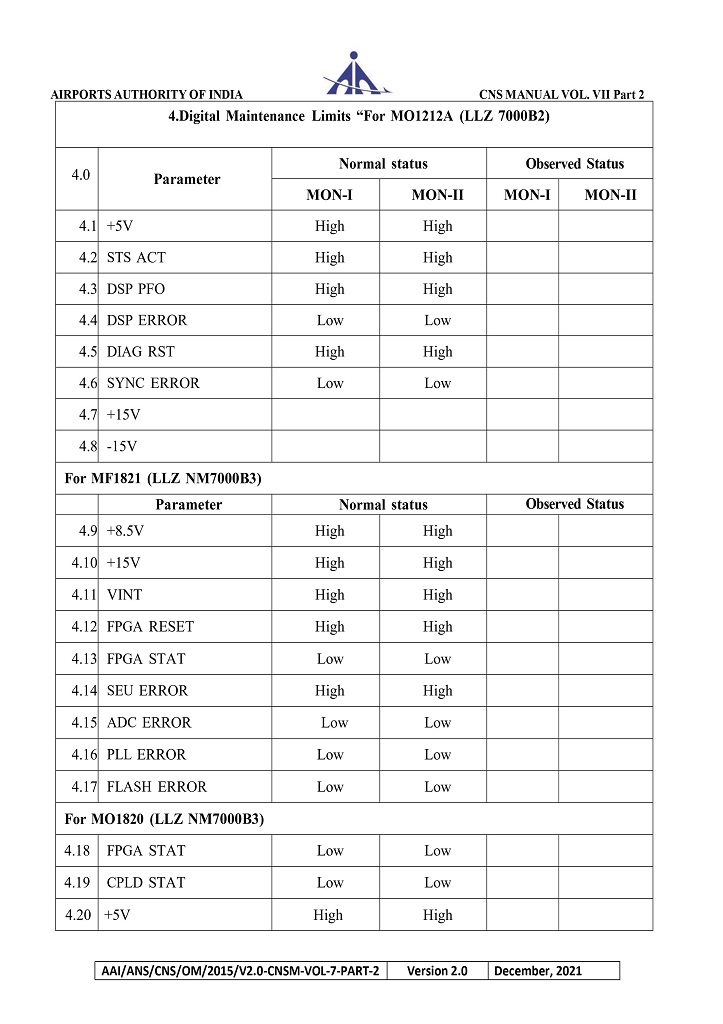 AIRPORTS AUTHORITY OF INDIA CNS MANUAL VOL. VII Part 2
4.Digital Maintenance Limits “For MO1212A (LLZ 7000B2)
4.0 Parameter Normal status Observed Status
MON-I MON-II MON-I MON-II
4.1 +5V High High
4.2 STS ACT High High
4.3 DSP PFO High High
4.4 DSP ERROR Low Low
4.5 DIAG RST High High
4.6 SYNC ERROR Low Low
4.7 +15V
4.8 -15V
For MF1821 (LLZ NM7000B3)
Parameter Normal status Observed Status
4.9 +8.5V High High
4.10 +15V High High
4.11 VINT High High
4.12 FPGA RESET High High
4.13 FPGA STAT Low Low
4.14 SEU ERROR High High
4.15 ADC ERROR Low Low
4.16 PLL ERROR Low Low
4.17 FLASH ERROR Low Low
For MO1820 (LLZ NM7000B3)
4.18 FPGA STAT Low Low
4.19 CPLD STAT Low Low
4.20 +5V High High
AAI/ANS/CNS/OM/2015/V2.0-CNSM-VOL-7-PART-2 Version 2.0 December, 2021